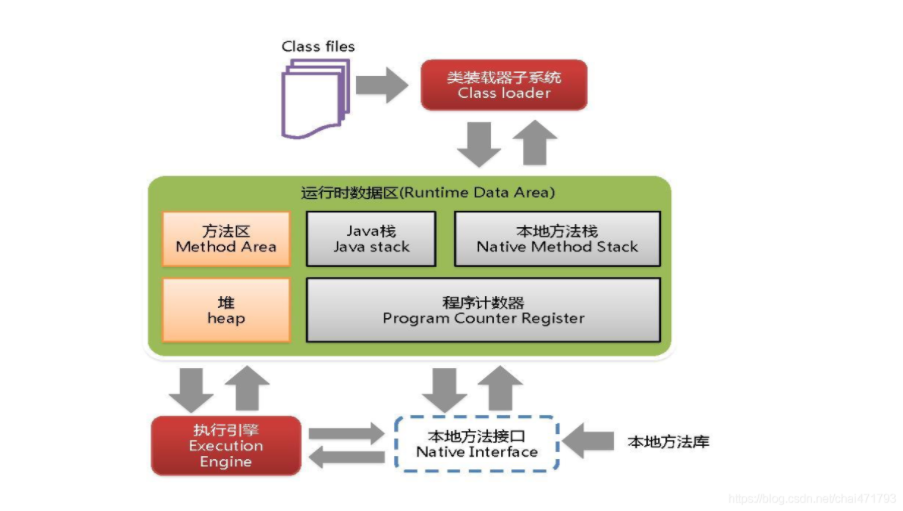 Class files
类装载器子系统
Class loader
运行时数据区(Runtime Data Area)
方法区
Method Area
Java栈
Java stack
本地方法栈
Native Method Stack
堆
heap
程序计数器
Program Counter Register
执行引擎
Execution
Engine
本地方法接口
Native Interface
本地方法库
https://blog.csdn.net/chai471793